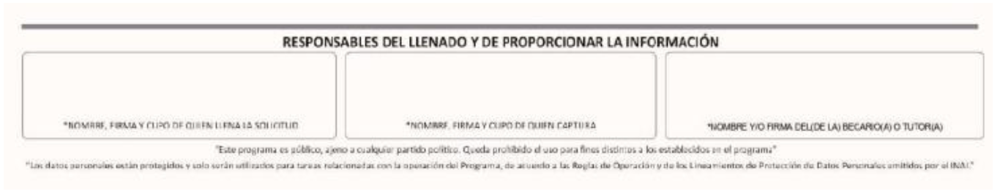 RESPONSABLES DEL LLENADO Y DE PROPORCIONAR LA INFORMACIÓN
*NOMBRE, FIRMA Y CUPO DE QUIEN LLENA LA SOLICITUD
*NOMBRE, FIRMA Y CUPO DE QUIEN CAPTURA
*NOMBRE Y/O FIRMA DEL(DE LA) BECARIO(A) O TUTOR(A)
"Este programa es público, ajeno a cualquier partido político. Queda prohibido el uso para fines distintos a los establecidos en el programa"
"Los datos personales están protegidos y solo serán utilizados para tareas relacionadas con la operación del Programa, de acuerdo a las Reglas de Operación y de los Lineamientos de Protección de Datos Personales emitidos por el INAI."